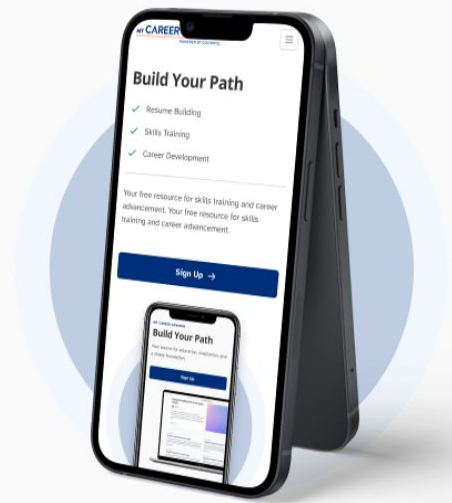 MY CAREER
Build Your Path
Resume Building
Skills Training
Career Development
Your free resource for skills training and career
advancement. Your free resource for skills
training and career advancement.
Sign Up →
Build Your Path
Sign Up